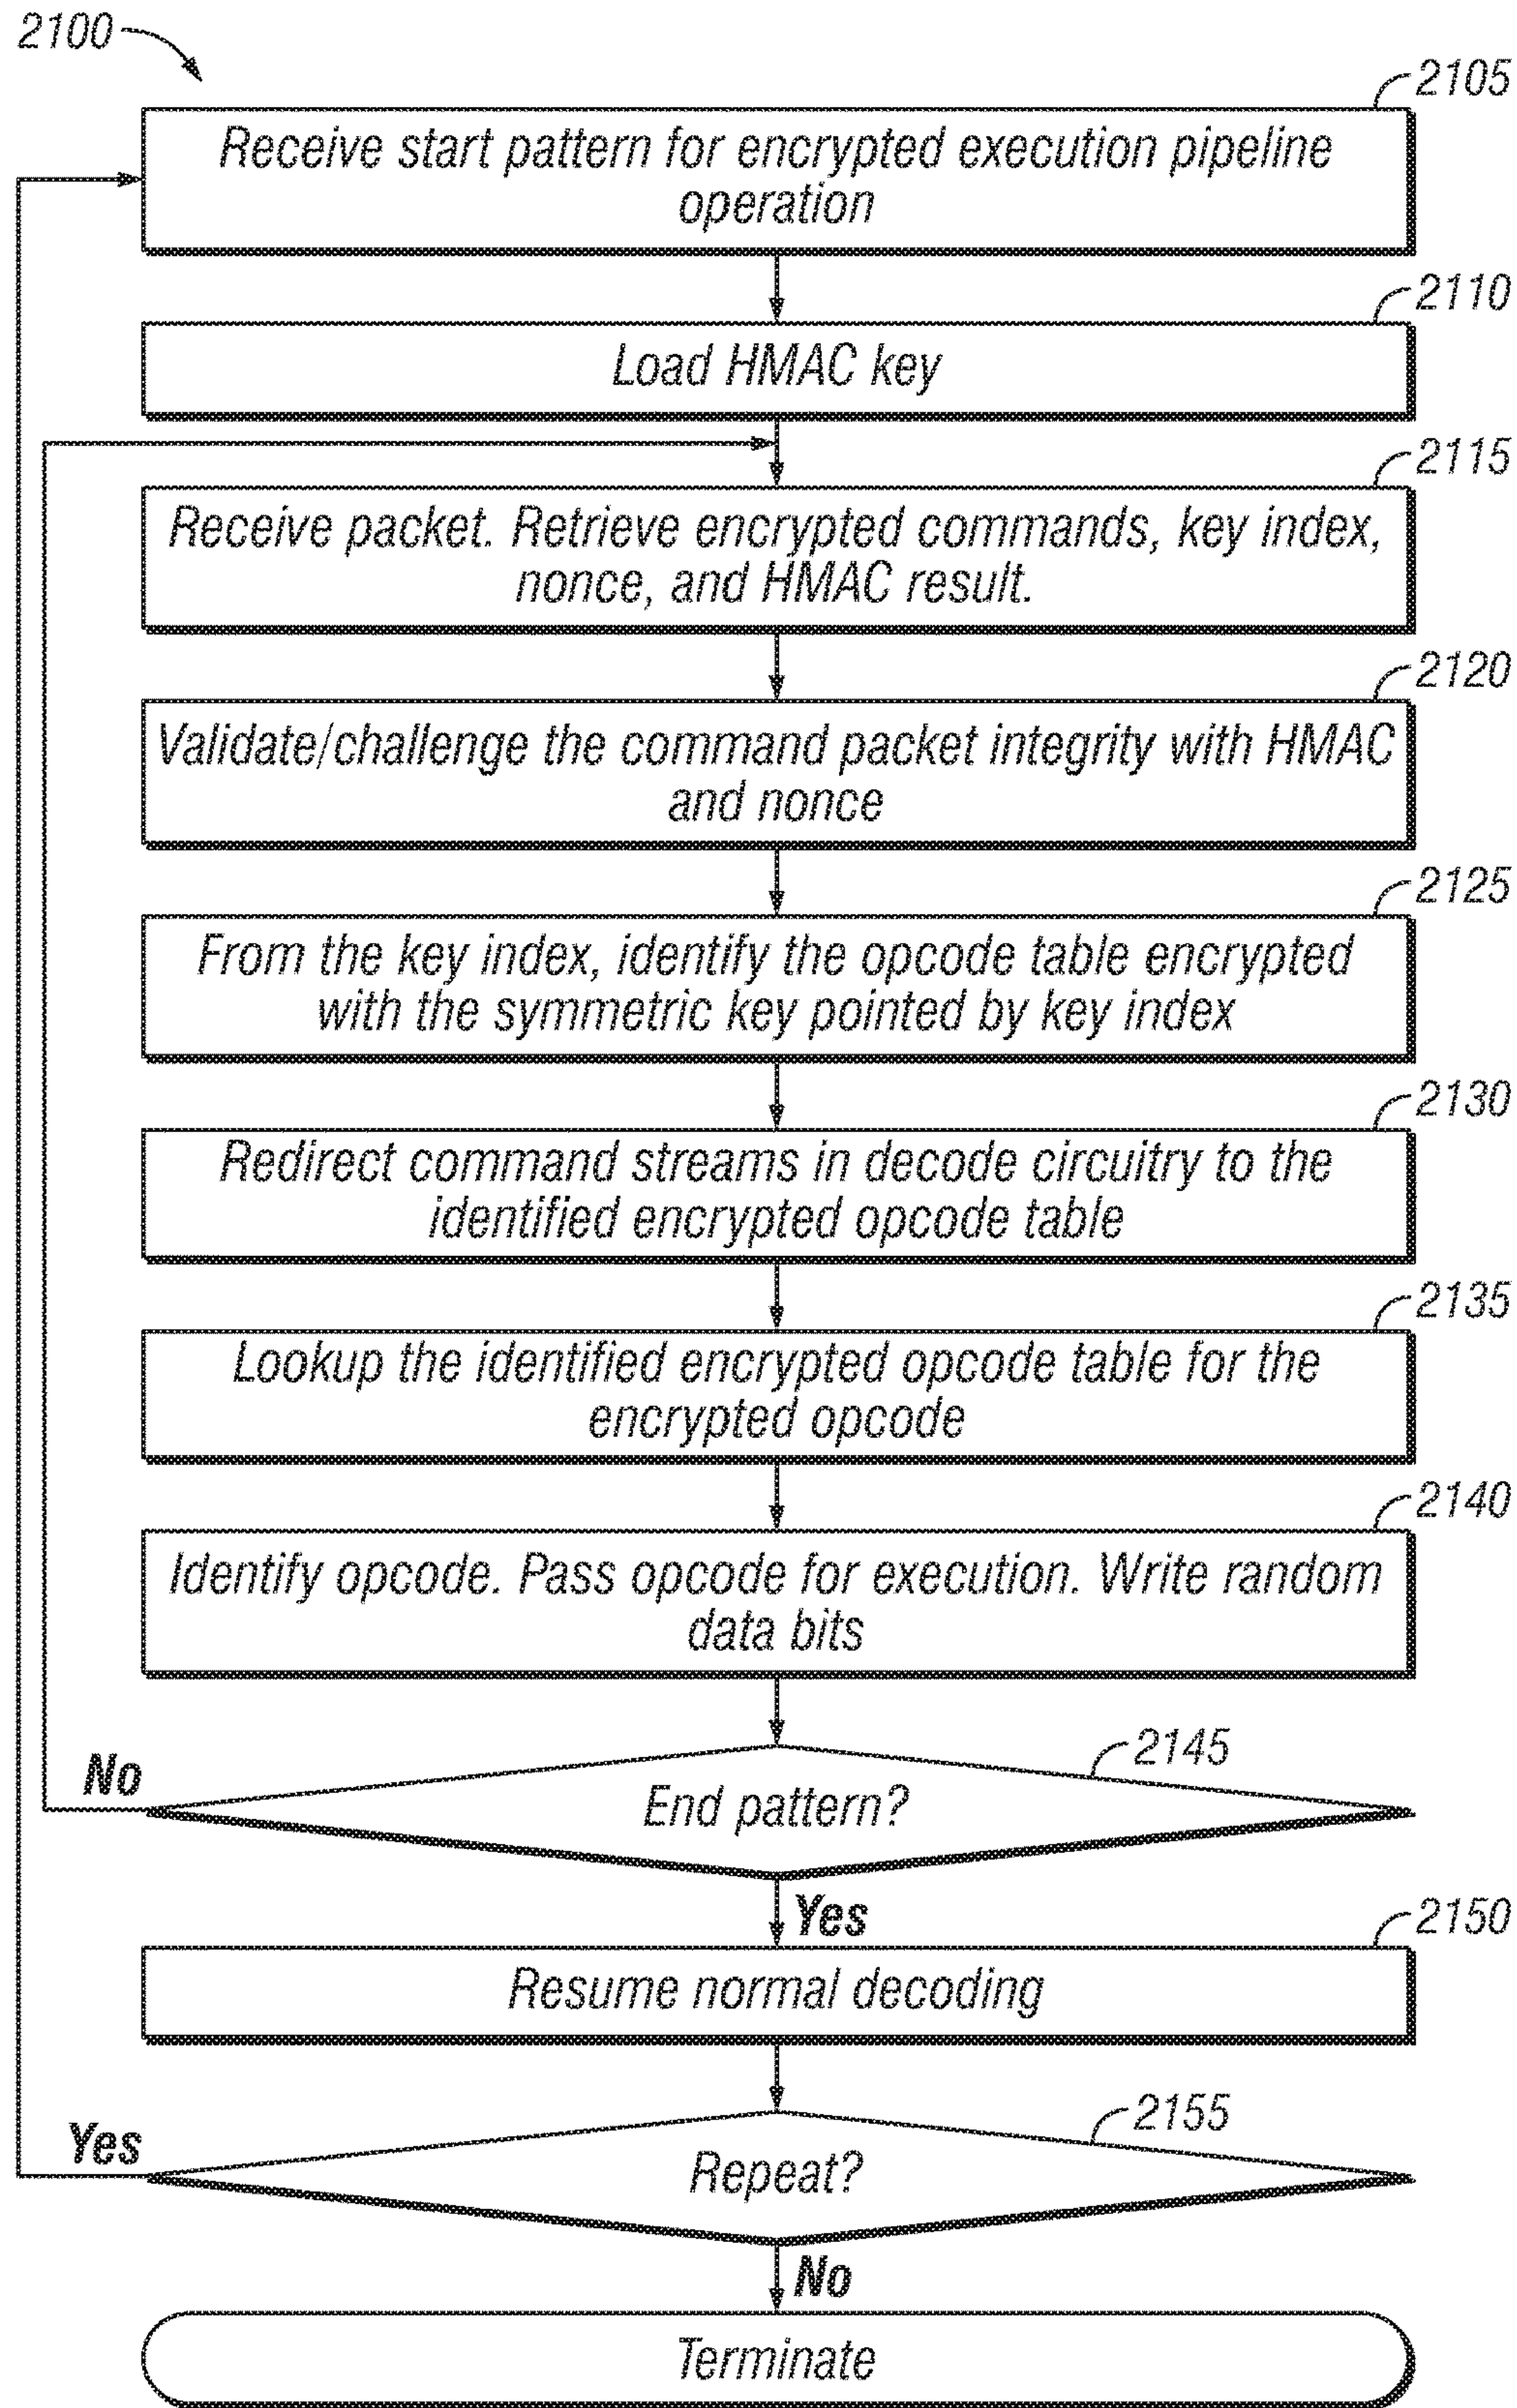 2100
2105
Receive start pattern for encrypted execution pipeline
operation
2110
Load HMAC key
2115
Receive packet. Retrieve encrypted commands, key index,
nonce, and HMAC result.
2120
Validate/challenge the command packet integrity with HMAC
and nonce
2125
From the key index, identify the opcode table encrypted
with the symmetric key pointed by key index
2130
Redirect command streams in decode circuitry to the
identified encrypted opcode table
2135
Lookup the identified encrypted opcode table for the
encrypted opcode
2140
Identify opcode. Pass opcode for execution. Write random
data bits
2145
No
End pattern?
Yes
2150
Resume normal decoding
2155
Yes
Repeat?
No
Terminate